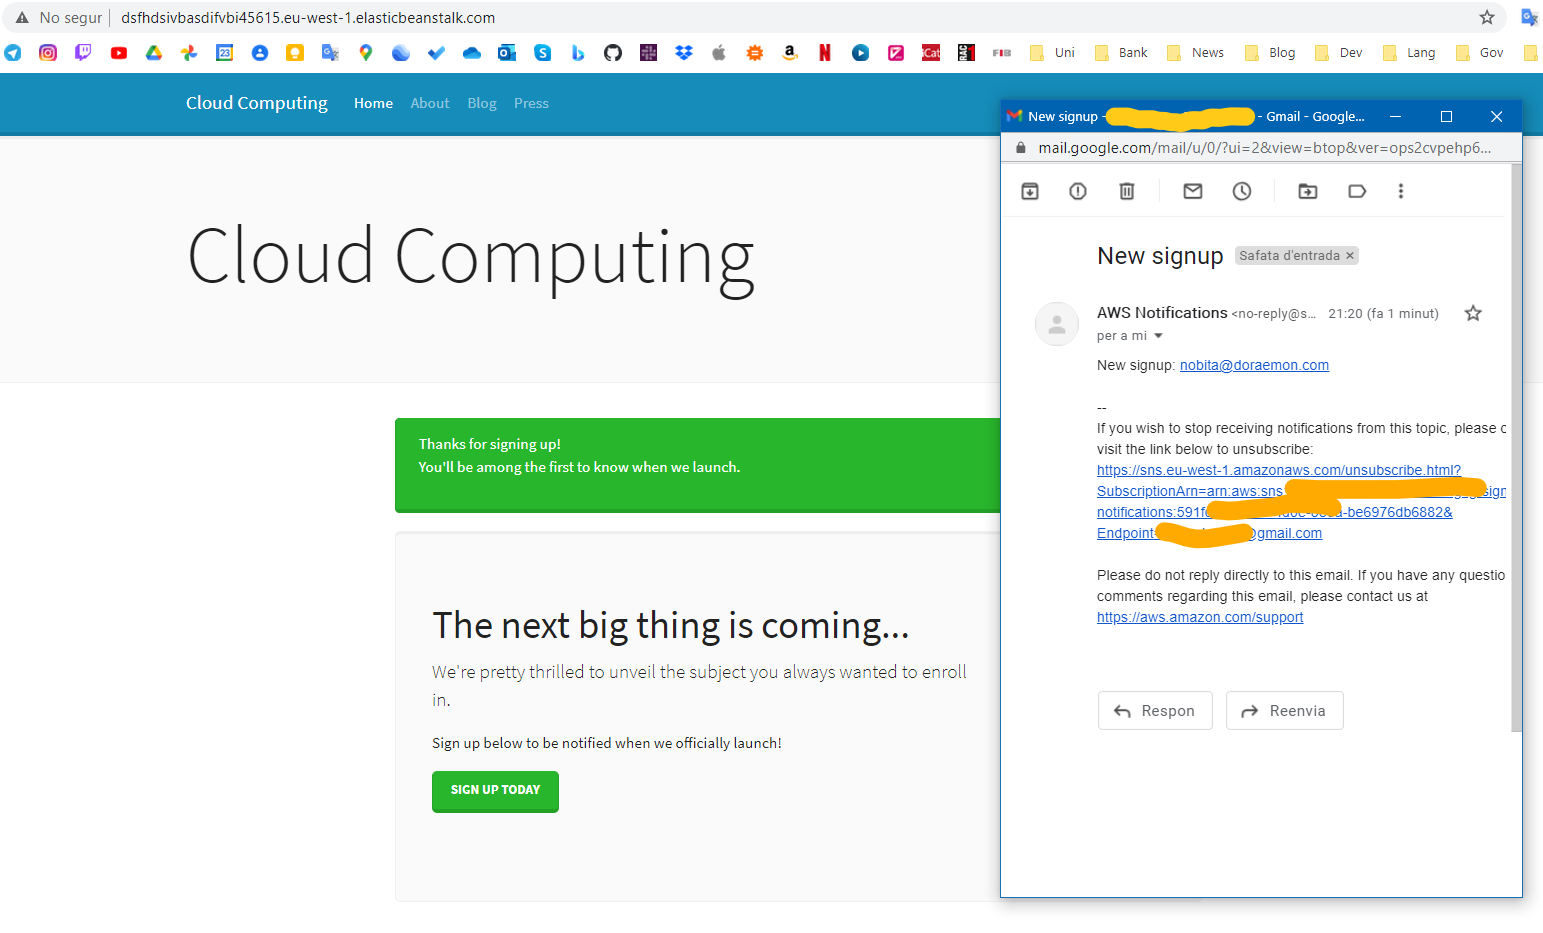 No segur
dsfhdsivbasdifvbi45615.eu-west-1.elasticbeanstalk.com
23
iCat
RAC
FIB
Uni
Bank
News
Blog
Dev
Lang
Gov
Cloud Computing
Home
About
Blog
Press
Cloud Computing
Thanks for signing up!
You'll be among the first to know when we launch.
The next big thing is coming...
We're pretty thrilled to unveil the subject you always wanted to enroll
in.
Sign up below to be notified when we officially launch!
SIGN UP TODAY
New signup - - Gmail - Google...
mail.google.com/mail/u/0/?ui=2&view=btop&ver=ops2cvpehp6...
New signup
Safata d'entrada ×
AWS Notifications <no-reply@s... 21:20 (fa 1 minut)
per a mi
New signup: nobita@doraemon.com
--
If you wish to stop receiving notifications from this topic, please c
visit the link below to unsubscribe:
https://sns.eu-west-1.amazonaws.com/unsubscribe.html?
SubscriptionArn=arn:aws:sns sign
notifications:591f -be6976db6882&
Endpoint= @gmail.com
Please do not reply directly to this email. If you have any questio
comments regarding this email, please contact us at
https://aws.amazon.com/support
Respon
Reenvia